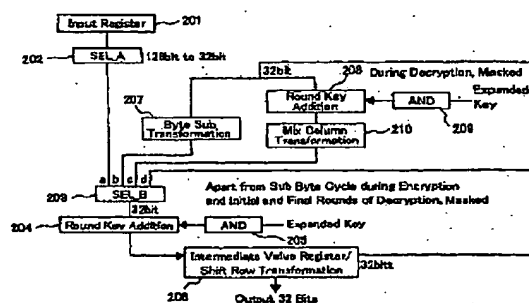 Input Register
201
202
SEL_A
128bit to 32bit
32bit
208
During Decryption, Masked
207
Round Key Addition
AND
Expanded Key
209
Byte Sub Transformation
Mix Column Transformation
210
a b c d
203
SEL_B
Apart from Sub Byte Cycle during Encryption
and Initial and Final Rounds of Decryption, Masked
32bit
204
Round Key Addition
AND
Expanded Key
205
Intermediate Value Register/
Shift Row Transformation
32bits
206
Output 32 Bits